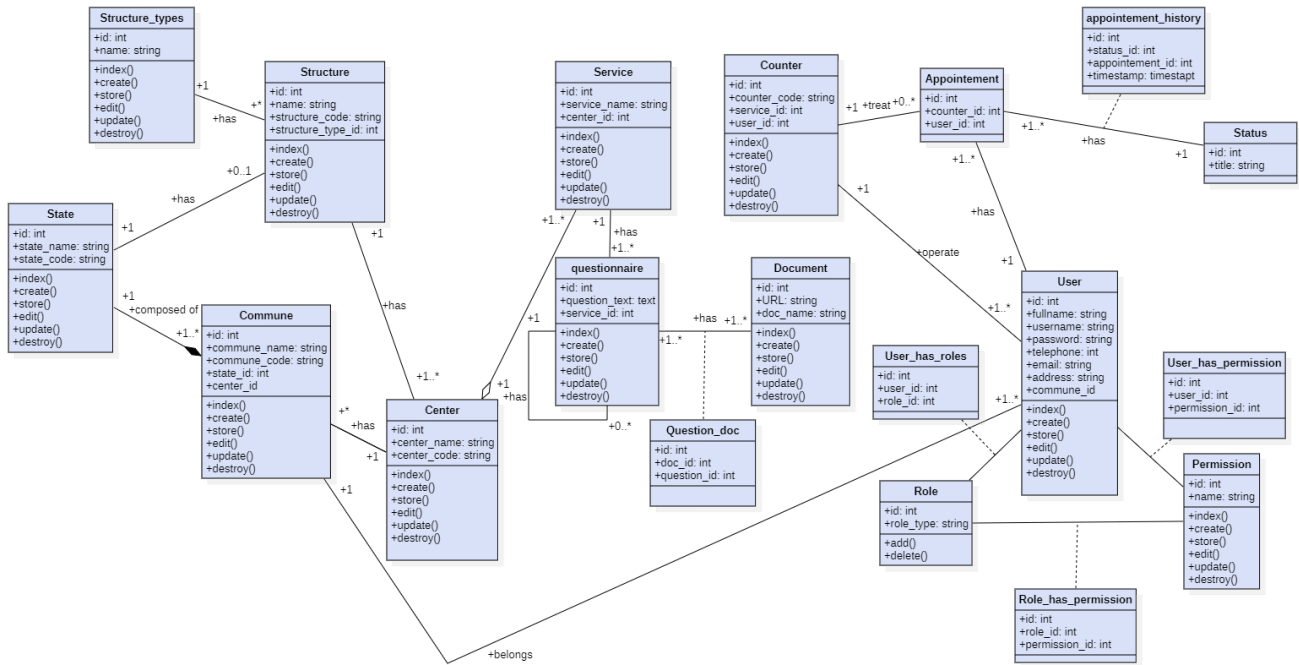 Structure_types
+id: int
+name: string
+index()
+create()
+store()
+edit()
+update()
+destroy()
+1
+*
+has
Structure
+id: int
+name: string
+structure_code: string
+structure_type_id: int
+index()
+create()
+store()
+edit()
+update()
+destroy()
+0..1
+has
+1
State
+id: int
+state_name: string
+state_code: string
+index()
+create()
+store()
+edit()
+update()
+destroy()
+1
+composed of
+1..*
Commune
+id: int
+commune_name: string
+commune_code: string
+state_id: int
+center_id
+index()
+create()
+store()
+edit()
+update()
+destroy()
+1
+has
+1..*
+*
+has
+1
Center
+id: int
+center_name: string
+center_code: string
+index()
+create()
+store()
+edit()
+update()
+destroy()
Service
+id: int
+service_name: string
+center_id: int
+index()
+create()
+store()
+edit()
+update()
+destroy()
+1..*
+1
+1
+has
+1..*
questionnaire
+id: int
+question_text: text
+service_id: int
+index()
+create()
+store()
+edit()
+update()
+destroy()
+1
+has
+0..*
+has
+1..*
+1..*
Document
+id: int
+URL: string
+doc_name: string
+index()
+create()
+store()
+edit()
+update()
+destroy()
Question_doc
+id: int
+doc_id: int
+question_id: int
Counter
+id: int
+counter_code: string
+service_id: int
+user_id: int
+index()
+create()
+store()
+edit()
+update()
+destroy()
+1
+treat
+0..*
Appointement
+id: int
+counter_id: int
+user_id: int
appointement_history
+id: int
+status_id: int
+appointement_id: int
+timestamp: timestapt
+1..*
+has
+1
Status
+id: int
+title: string
+1..*
+has
+1
+1
+operate
+1..*
User
+id: int
+fullname: string
+username: string
+password: string
+telephone: int
+email: string
+address: string
+commune_id
+index()
+create()
+store()
+edit()
+update()
+destroy()
+1..*
+1
+belongs
User_has_roles
+id: int
+user_id: int
+role_id: int
User_has_permission
+id: int
+user_id: int
+permission_id: int
Role
+id: int
+role_type: string
+add()
+delete()
Permission
+id: int
+name: string
+index()
+create()
+store()
+edit()
+update()
+destroy()
Role_has_permission
+id: int
+role_id: int
+permission_id: int